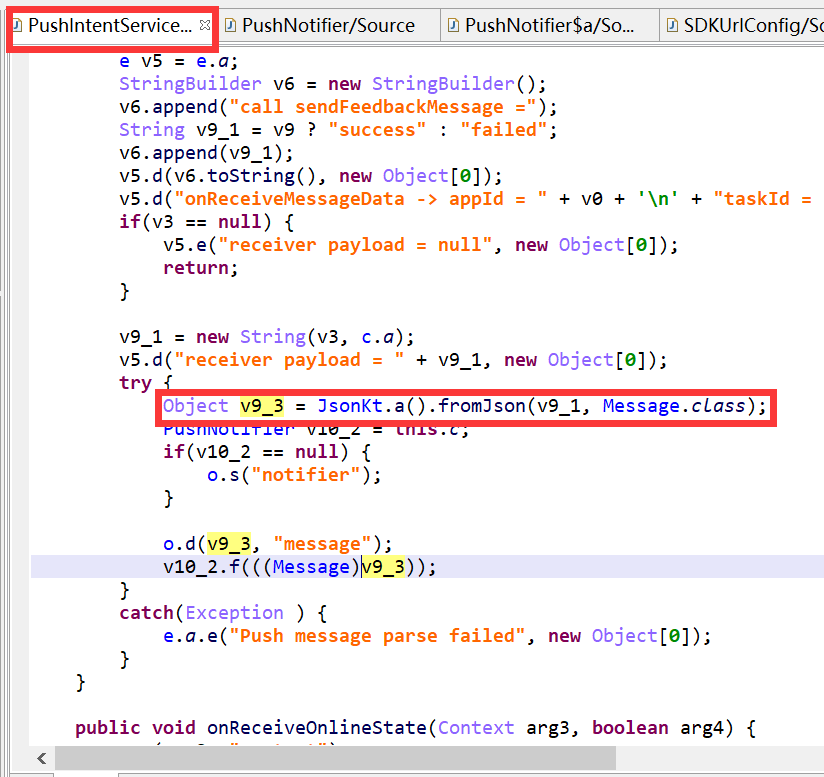 PushIntentService... PushNotifier/Source PushNotifier$a/So... SDKUrlConfig/So
e v5 = e.a;
StringBuilder v6 = new StringBuilder();
v6.append("call sendFeedbackMessage =");
String v9_1 = v9 ? "success" : "failed";
v6.append(v9_1);
v5.d(v6.toString(), new Object[0]);
v5.d("onReceiveMessageData -> appId = " + v0 + '\n' + "taskId =
if(v3 == null) {
v5.e("receiver payload = null", new Object[0]);
return;
}
v9_1 = new String(v3, c.a);
v5.d("receiver payload = " + v9_1, new Object[0]);
try {
Object v9_3 = JsonKt.a().fromJson(v9_1, Message.class);
PushNotifier v10_2 = this.c;
if(v10_2 == null) {
o.s("notifier");
}
o.d(v9_3, "message");
v10_2.f(((Message)v9_3));
}
catch(Exception ) {
e.a.e("Push message parse failed", new Object[0]);
}
}
public void onReceiveOnlineState(Context arg3, boolean arg4) {